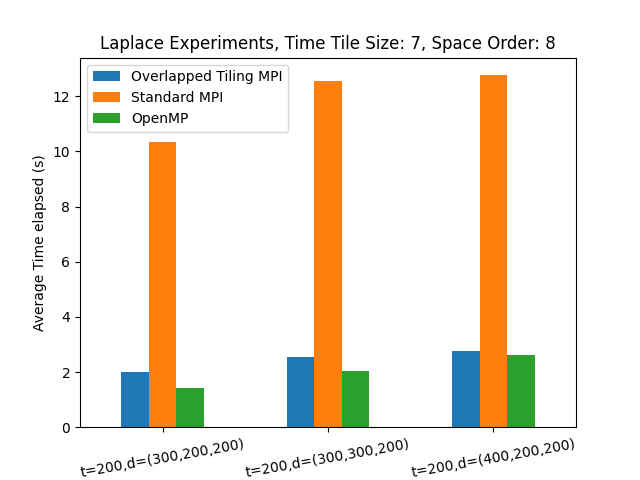 Laplace Experiments, Time Tile Size: 7, Space Order: 8
Overlapped Tiling MPI
Standard MPI
OpenMP
Average Time elapsed (s)
12
10
8
6
4
2
0
t=200,d=(300,200,200)
t=200,d=(300,300,200)
t=200,d=(400,200,200)